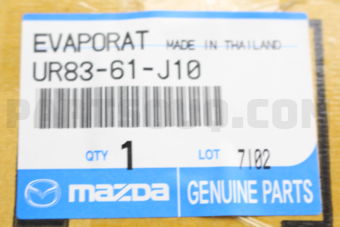 EVAPORAT MADE IN THAILAND
UR83-61-J10
QTY 1 LOT 7102
mazda GENUINE PARTS